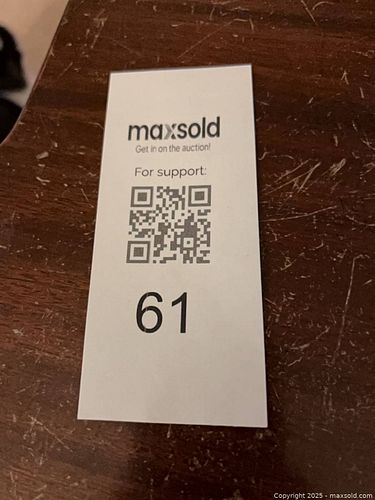 maxsold
Get in on the auction!
For support:
61
Copyright 2025 - maxsold.com